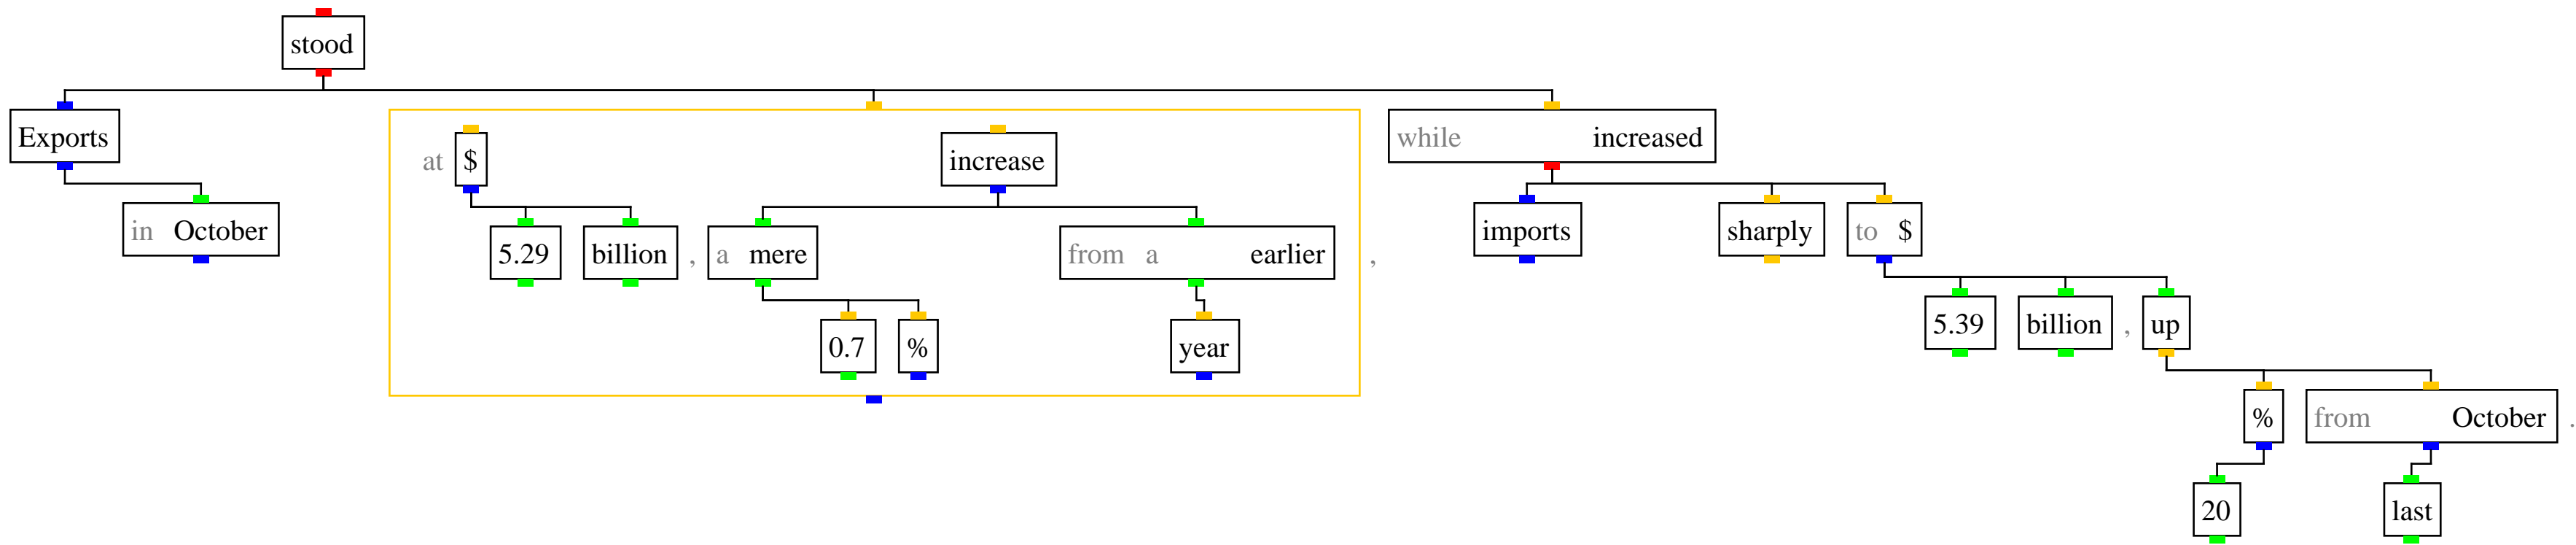 stood
Exports while increased
at $ increase
in October imports sharply to $
5.29 billion , a mere from a earlier ,
5.39 billion , up
0.7 % year
% from October .
20 last